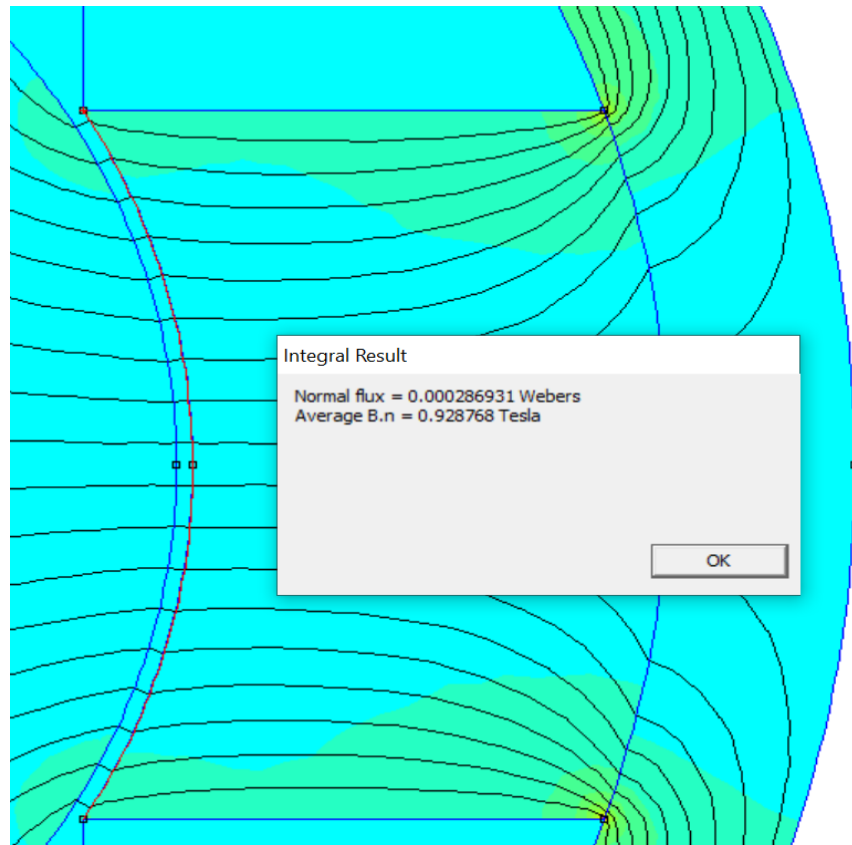 Integral Result
Normal flux = 0.000286931 Webers
Average B.n = 0.928768 Tesla
OK